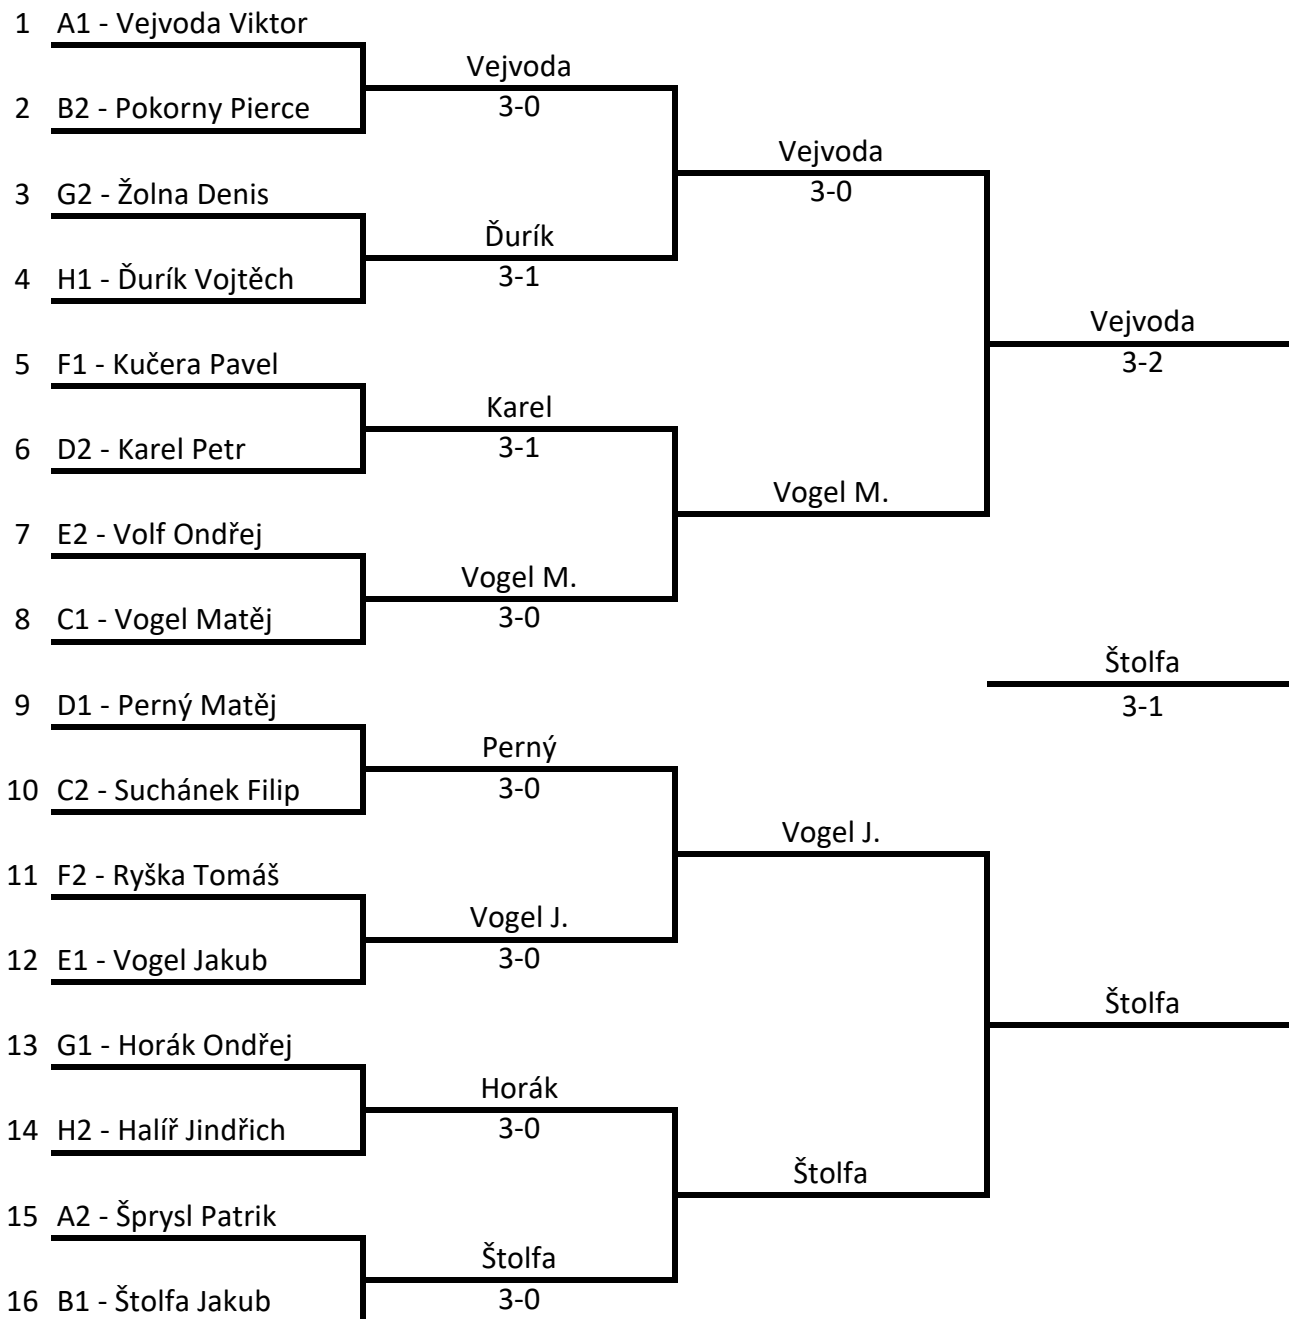 1 A1 - Vejvoda Viktor
Vejvoda
2 B2 - Pokorny Pierce
3-0
Vejvoda
3 G2 - Žolna Denis
3-0
Ďurík
4 H1 - Ďurík Vojtěch
3-1
Vejvoda
5 F1 - Kučera Pavel
3-2
Karel
6 D2 - Karel Petr
3-1
Vogel M.
7 E2 - Volf Ondřej
Vogel M.
8 C1 - Vogel Matěj
3-0
Štolfa
9 D1 - Perný Matěj
3-1
Perný
10 C2 - Suchánek Filip
3-0
Vogel J.
11 F2 - Ryška Tomáš
Vogel J.
12 E1 - Vogel Jakub
3-0
Štolfa
13 G1 - Horák Ondřej
Horák
14 H2 - Halíř Jindřich
3-0
Štolfa
15 A2 - Šprysl Patrik
Štolfa
16 B1 - Štolfa Jakub
3-0